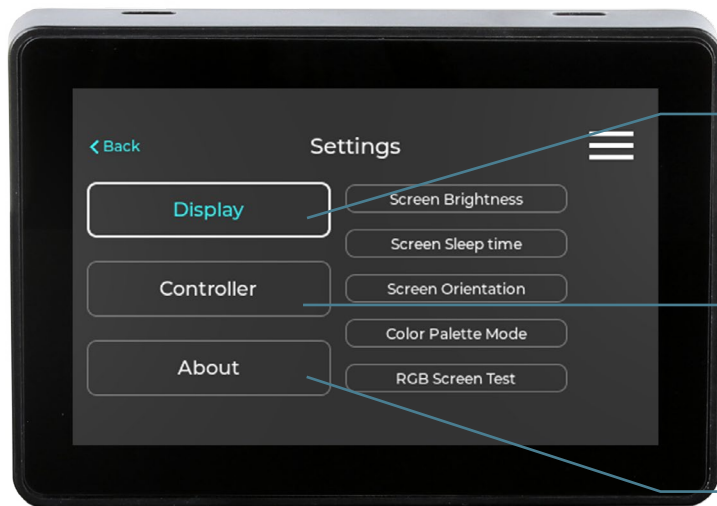 Back
Settings
Display
Controller
About
Screen Brightness
Screen Sleep time
Screen Orientation
Color Palette Mode
RGB Screen Test